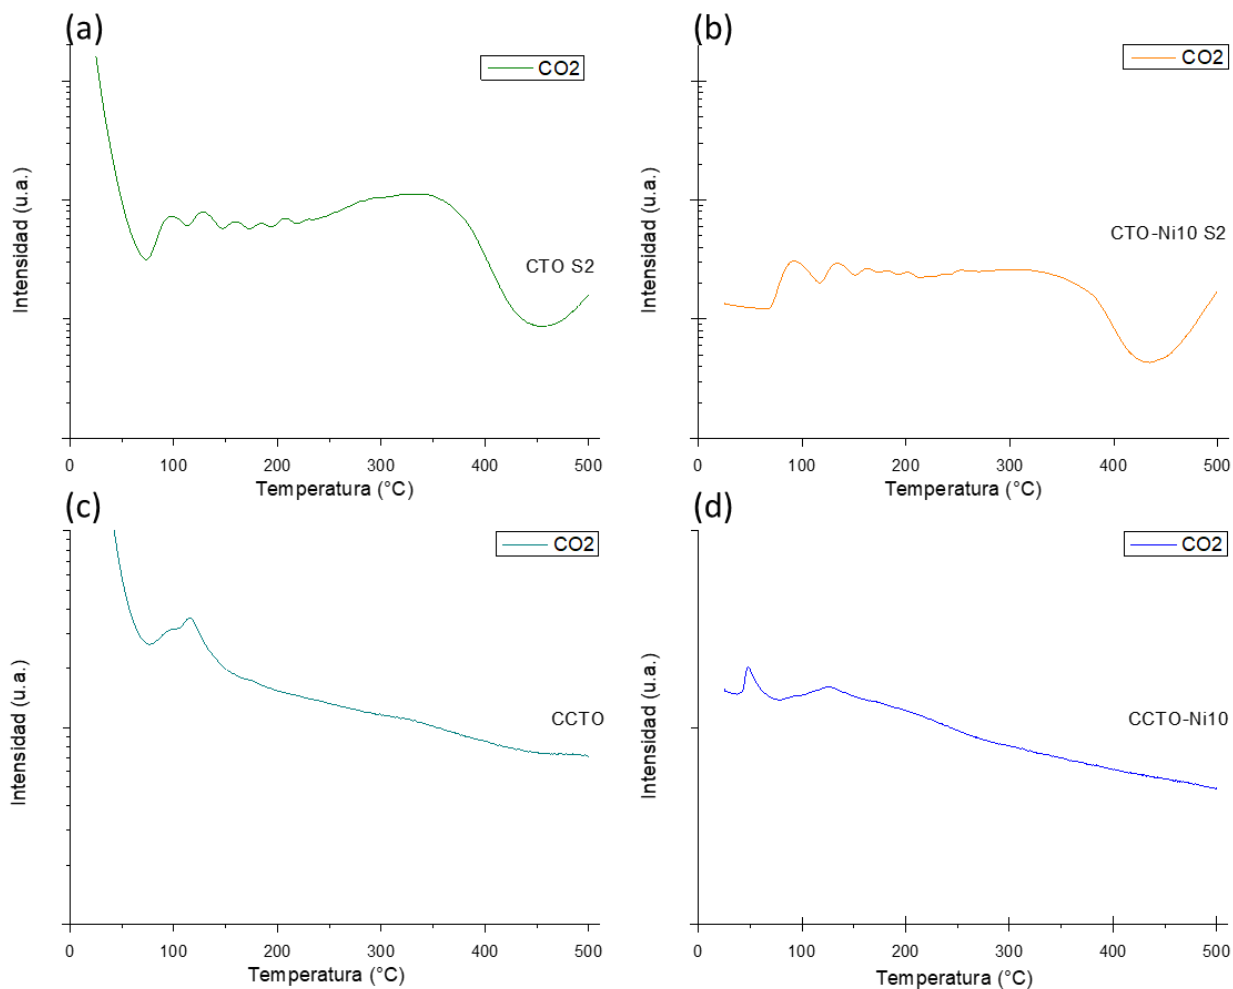 (a)
CO2
Intensidad (u.a.)
CTO S2
0 100 200 300 400 500
Temperatura (°C)
(b)
CO2
Intensidad (u.a.)
CTO-Ni10 S2
0 100 200 300 400 500
Temperatura (°C)
(c)
CO2
Intensidad (u.a.)
CCTO
0 100 200 300 400 500
Temperatura (°C)
(d)
CO2
Intensidad (u.a.)
CCTO-Ni10
0 100 200 300 400 500
Temperatura (°C)